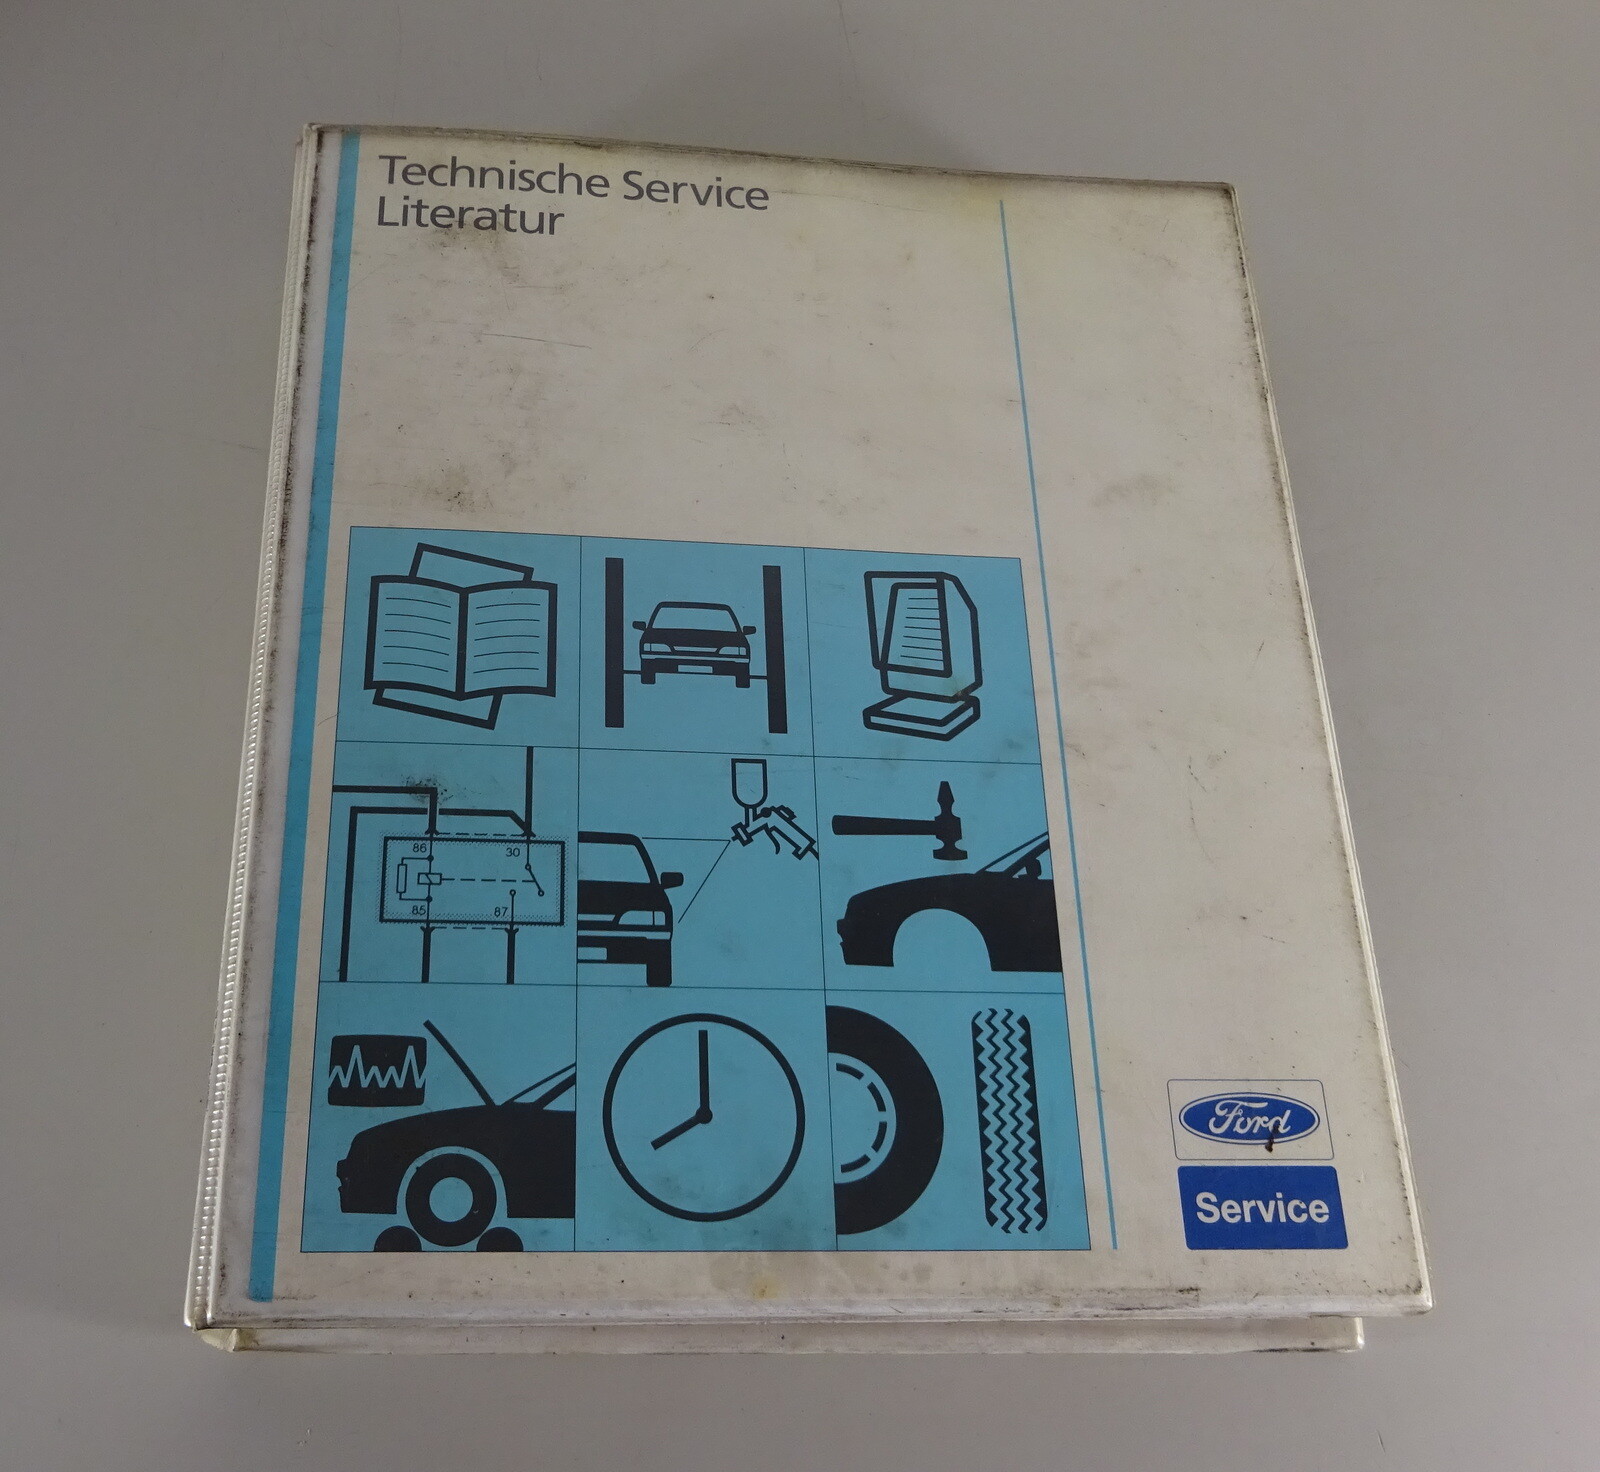 Technische Service
Literatur
86
30
85
87
Ford
Service